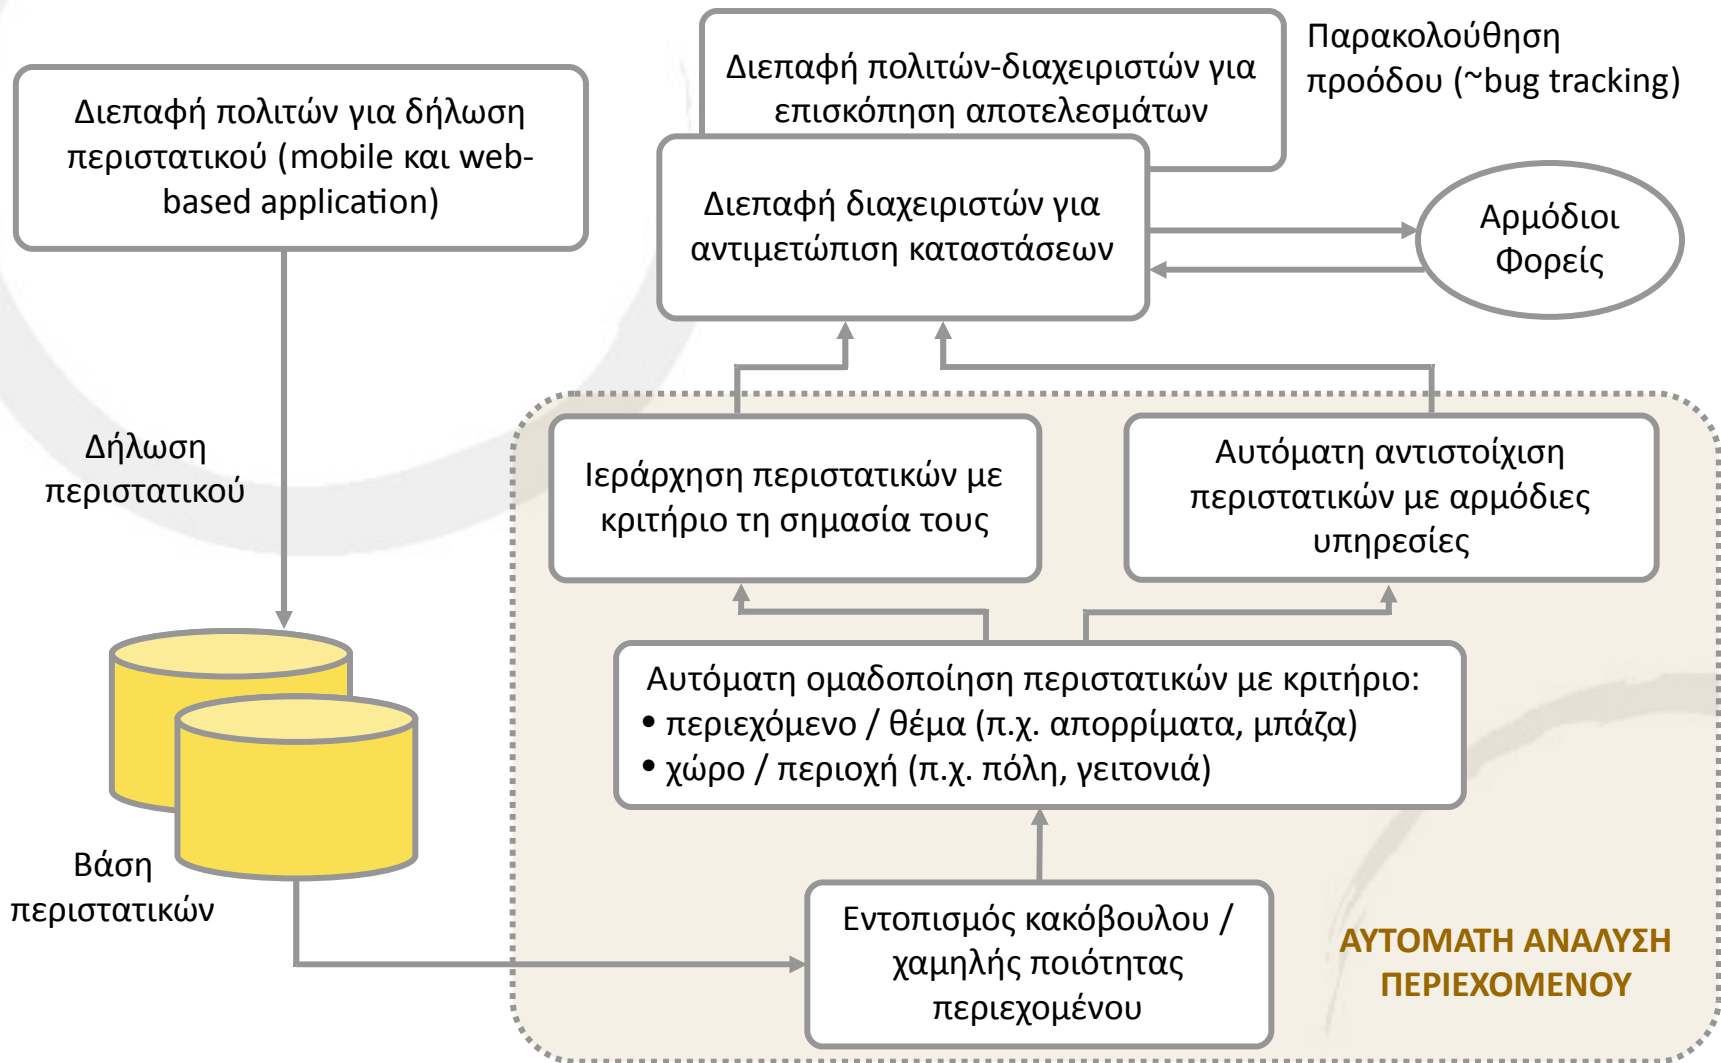 Διεπαφή πολιτών-διαχειριστών για
επισκόπηση αποτελεσμάτων
Παρακολούθηση
προόδου (~bug tracking)
Διεπαφή πολιτών για δήλωση
περιστατικού (mobile και web-
based application)
Διεπαφή διαχειριστών για
αντιμετώπιση καταστάσεων
Αρμόδιοι
Φορείς
Δήλωση
περιστατικού
Ιεράρχηση περιστατικών με
κριτήριο τη σημασία τους
Αυτόματη αντιστοίχιση
περιστατικών με αρμόδιες
υπηρεσίες
Αυτόματη ομαδοποίηση περιστατικών με κριτήριο:
• περιεχόμενο / θέμα (π.χ. απορρίματα, μπάζα)
• χώρο / περιοχή (π.χ. πόλη, γειτονιά)
Βάση
περιστατικών
Εντοπισμός κακόβουλου /
χαμηλής ποιότητας
περιεχομένου
ΑΥΤΟΜΑΤΗ ΑΝΑΛΥΣΗ
ΠΕΡΙΕΧΟΜΕΝΟΥ